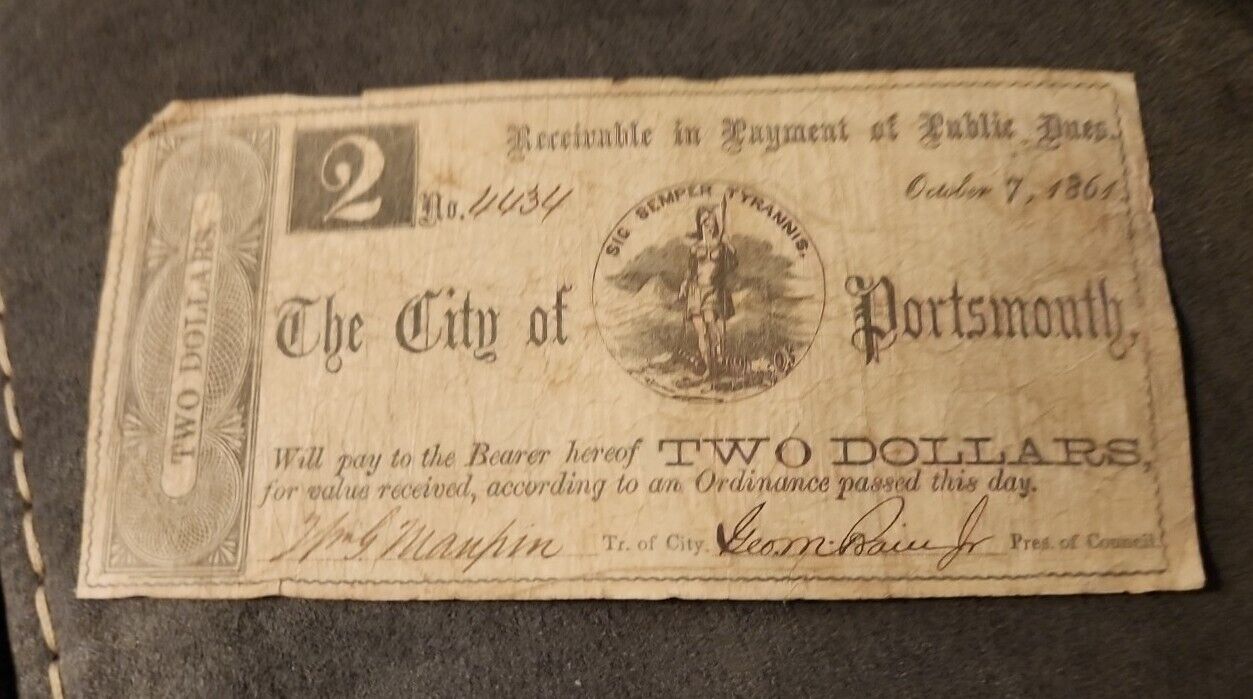 Receivable in Payment of Public Dues.
2
No. 4434
October 7, 1861
SIC SEMPER TYRANNIS.
The City of Portsmouth,
TWO DOLLARS
Will pay to the Bearer hereof TWO DOLLARS,
for value received, according to an Ordinance passed this day.
Wm G Maupin Tr. of City. Geo. M. Bain Jr Pres. of Council